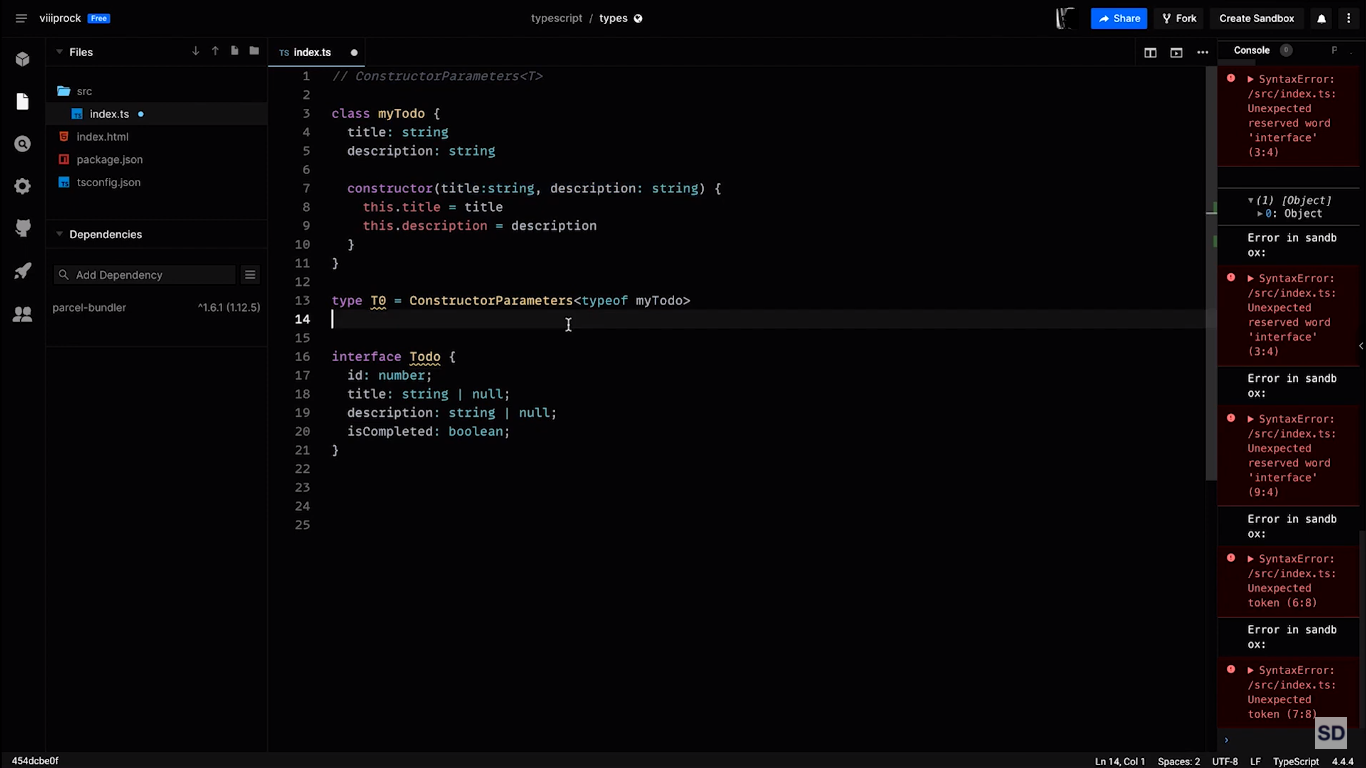 viiiprock Free
typescript / types
Share
Fork
Create Sandbox
Files
src
index.ts
index.html
package.json
tsconfig.json
Dependencies
Add Dependency
parcel-bundler ^1.6.1 (1.12.5)
TS index.ts
1 // ConstructorParameters<T>
2
3 class myTodo {
4 title: string
5 description: string
6
7 constructor(title:string, description: string) {
8 this.title = title
9 this.description = description
10 }
11 }
12
13 type T0 = ConstructorParameters<typeof myTodo>
14
15
16 interface Todo {
17 id: number;
18 title: string | null;
19 description: string | null;
20 isCompleted: boolean;
21 }
22
23
24
25
Console 0 P
SyntaxError:
/src/index.ts:
Unexpected
reserved word
'interface'
(3:4)
(1) [Object]
0: Object
Error in sandb
ox:
SyntaxError:
/src/index.ts:
Unexpected
reserved word
'interface'
(3:4)
Error in sandb
ox:
SyntaxError:
/src/index.ts:
Unexpected
reserved word
'interface'
(9:4)
Error in sandb
ox:
SyntaxError:
/src/index.ts:
Unexpected
token (6:8)
Error in sandb
ox:
SyntaxError:
/src/index.ts:
Unexpected
token (7:8)
SD
454dcbe0f
Ln 14, Col 1 Spaces: 2 UTF-8 LF TypeScript 4.4.4